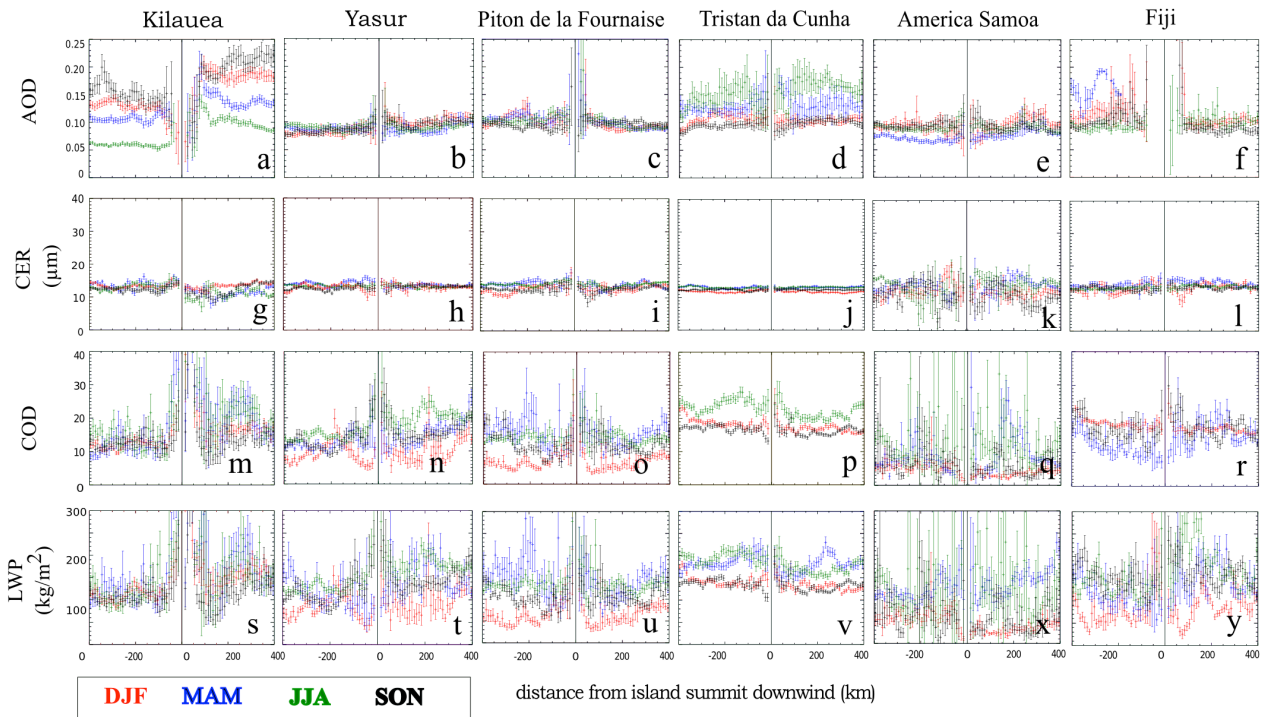 Kilauea Yasur Piton de la Fournaise Tristan da Cunha America Samoa Fiji
AOD
0.25
0.20
0.15
0.10
0.05
0
a b c d e f
CER
(μm)
40
30
20
10
0
g h i j k l
COD
40
30
20
10
0
m n o p q r
LWP
(kg/m²)
300
200
100
s t u v x y
0 -200 0 200 400 -200 0 200 400 -200 0 200 400 -200 0 200 400 -200 0 200 400 -200 0 200 400
DJF MAM JJA SON
distance from island summit downwind (km)